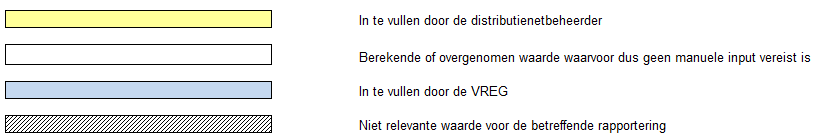 In te vullen door de distributienetbeheerder
Berekende of overgenomen waarde waarvoor dus geen manuele input vereist is
In te vullen door de VREG
Niet relevante waarde voor de betreffende rapportering